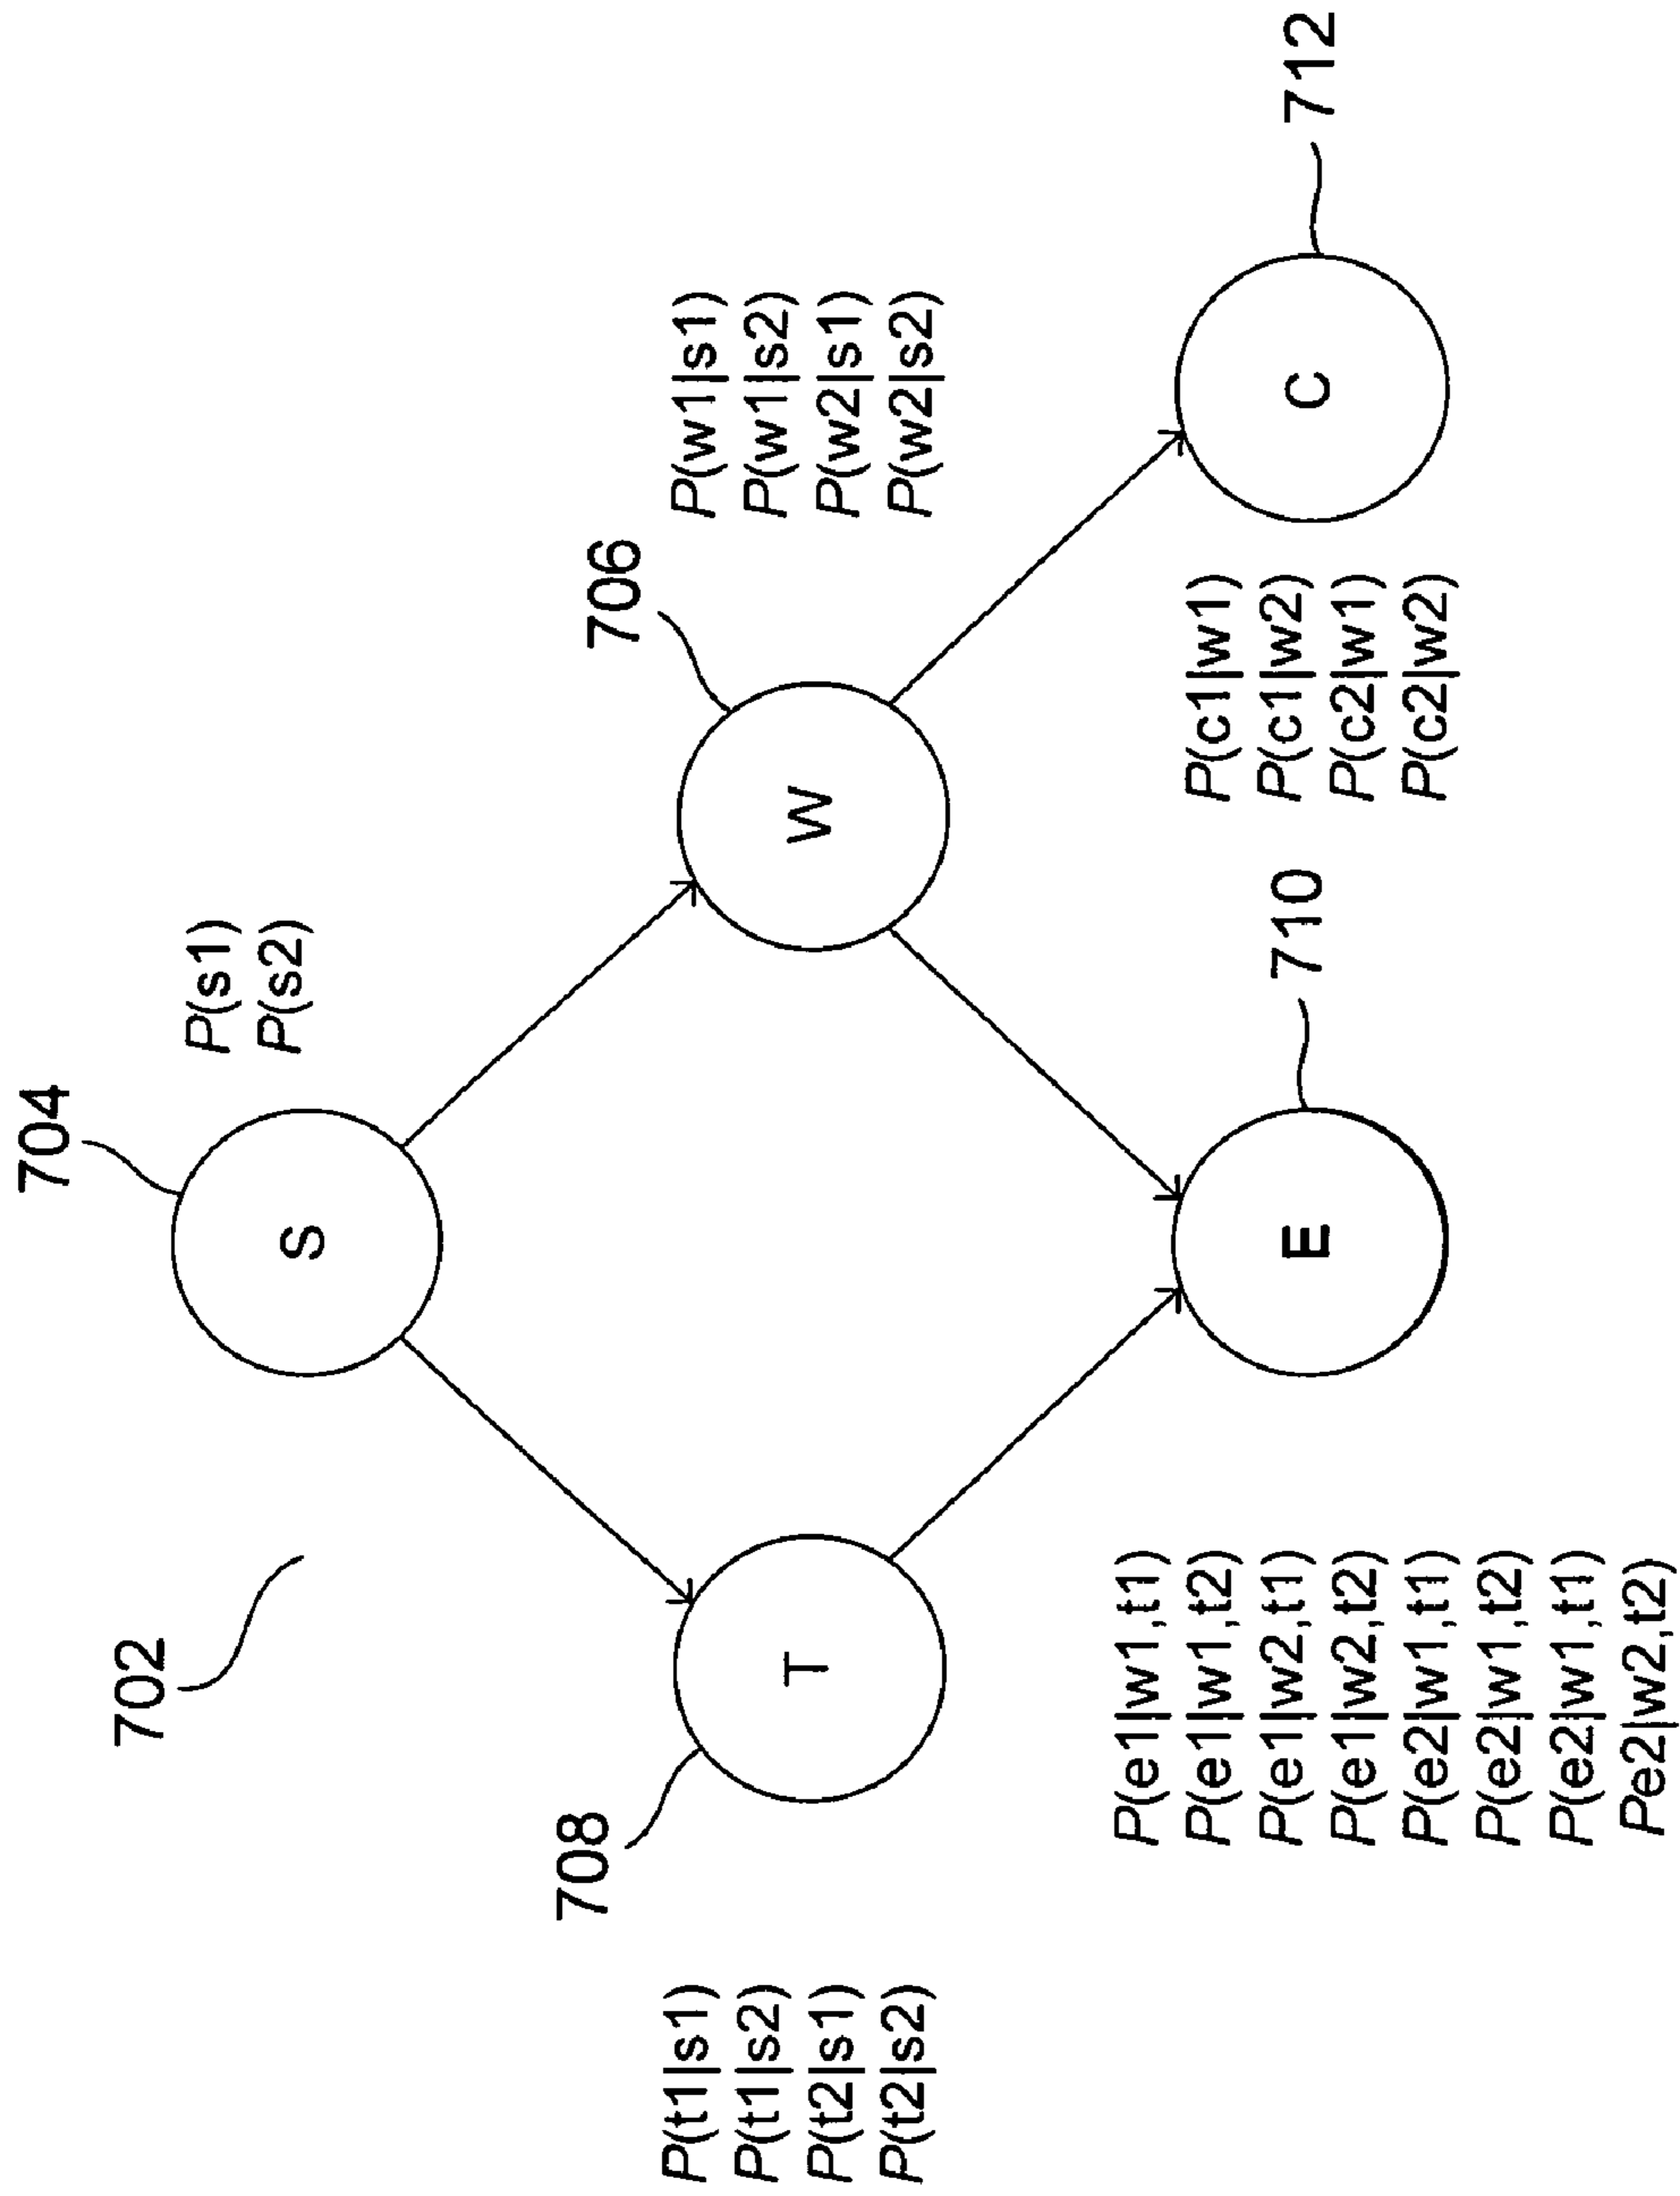 704
P(s1)
P(s2)
S
702
706
P(w1|s1)
P(w1|s2)
P(w2|s1)
P(w2|s2)
W
708
T
P(t1|s1)
P(t1|s2)
P(t2|s1)
P(t2|s2)
710
E
P(e1|w1,t1)
P(e1|w1,t2)
P(e1|w2,t1)
P(e1|w2,t2)
P(e2|w1,t1)
P(e2|w1,t2)
P(e2|w1,t1)
Pe2|w2,t2)
712
C
P(c1|w1)
P(c1|w2)
P(c2|w1)
P(c2|w2)